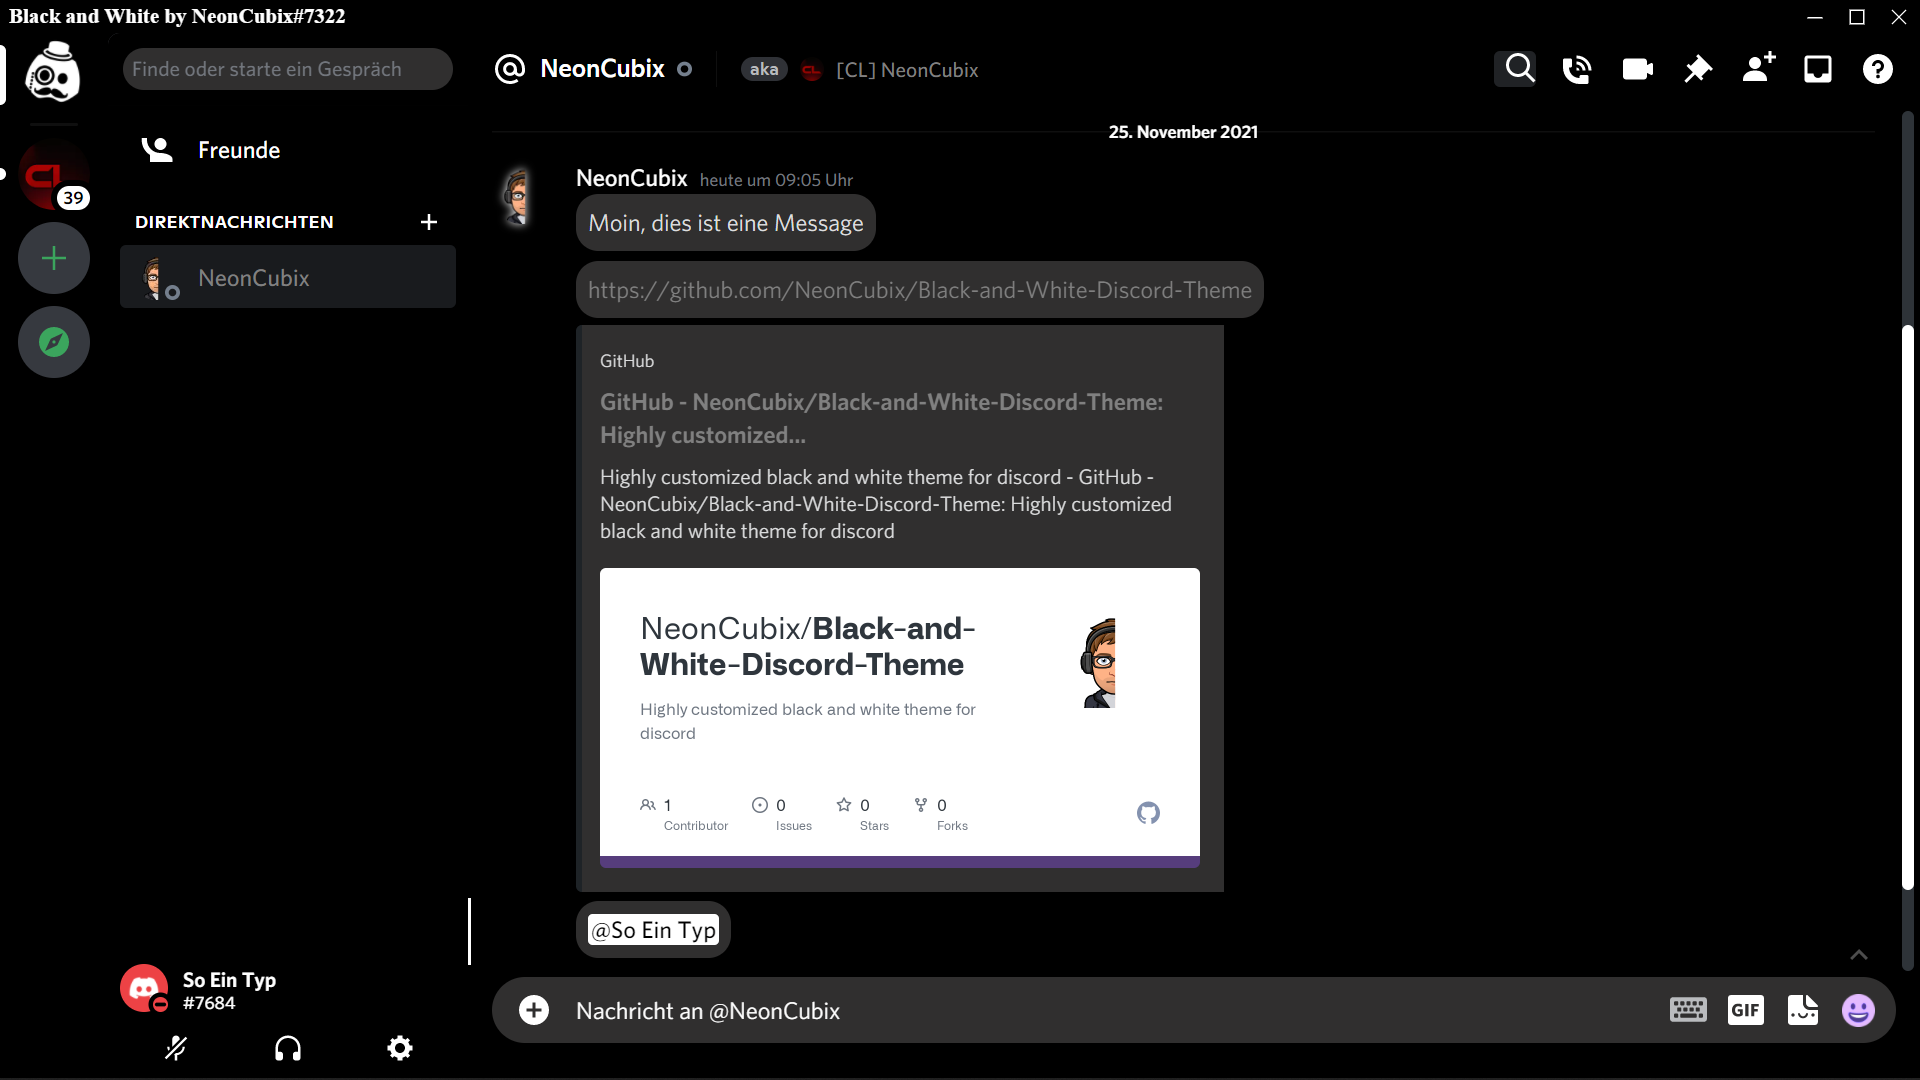 Black and White by NeonCubix#7322
Finde oder starte ein Gespräch
NeonCubix
aka
CL
[CL] NeonCubix
CL
39
Freunde
DIREKTNACHRICHTEN
NeonCubix
25. November 2021
NeonCubix heute um 09:05 Uhr
Moin, dies ist eine Message
https://github.com/NeonCubix/Black-and-White-Discord-Theme
GitHub
GitHub - NeonCubix/Black-and-White-Discord-Theme:
Highly customized...
Highly customized black and white theme for discord - GitHub -
NeonCubix/Black-and-White-Discord-Theme: Highly customized
black and white theme for discord
NeonCubix/Black-and-
White-Discord-Theme
Highly customized black and white theme for
discord
1 0 0 0
Contributor Issues Stars Forks
@So Ein Typ
So Ein Typ
#7684
Nachricht an @NeonCubix
GIF